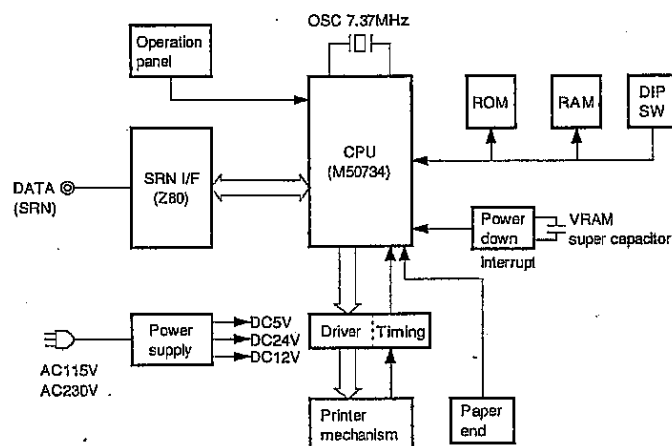 OSC 7.37MHz
Operation
panel
ROM
RAM
DIP
SW
CPU
(M50734)
SRN I/F
(Z80)
DATA
(SRN)
Power
down
interrupt
VRAM
super capacitor
Power
supply
DC5V
DC24V
DC12V
Driver
Timing
AC115V
AC230V
Printer
mechanism
Paper
end